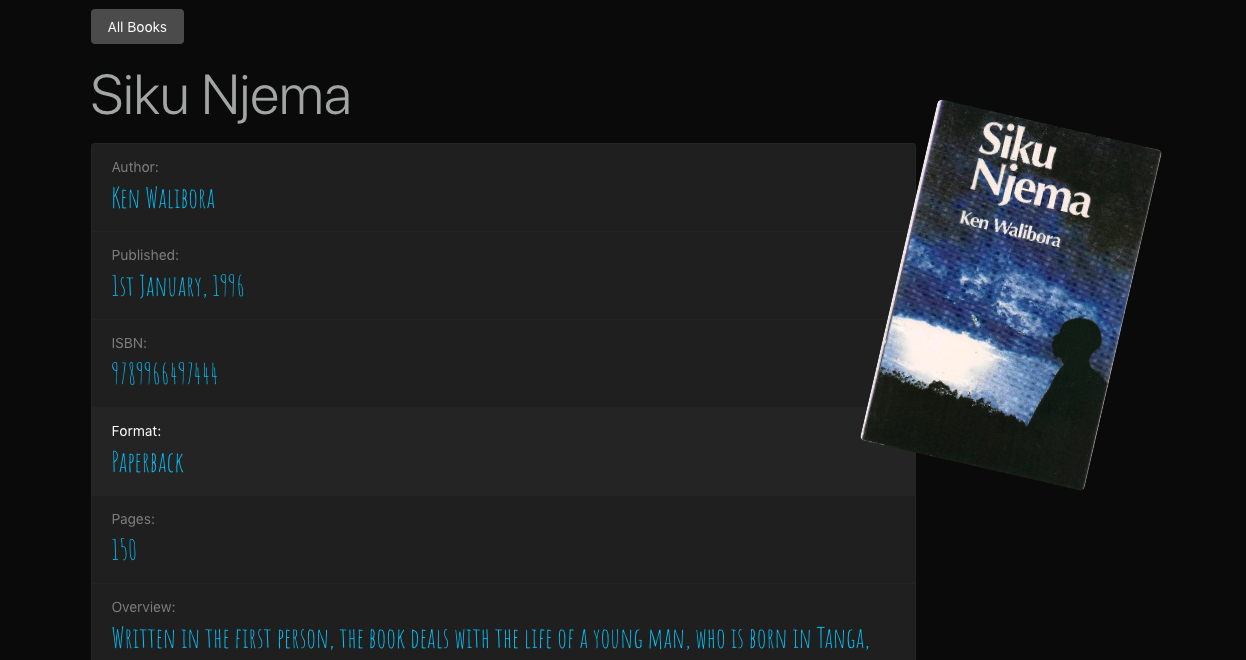 All Books
Siku Njema
Author:
Ken Walibora
Published:
1st January, 1996
ISBN:
9789966497444
Format:
Paperback
Pages:
150
Overview:
Written in the first person, the book deals with the life of a young man, who is born in Tanga,
Siku
Njema
Ken Walibora